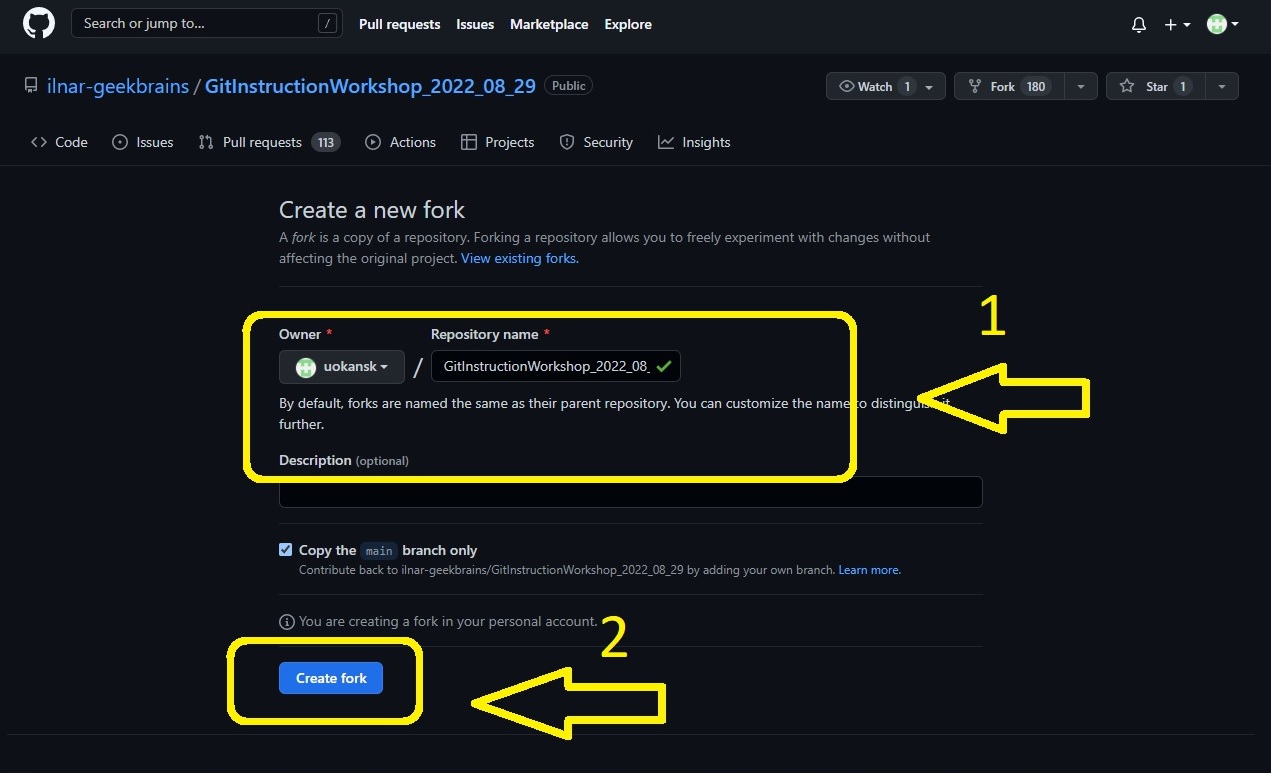 Search or jump to... /
Pull requests Issues Marketplace Explore
ilnar-geekbrains / GitInstructionWorkshop_2022_08_29 Public
Watch 1 Fork 180 Star 1
Code Issues Pull requests 113 Actions Projects Security Insights
Create a new fork
A fork is a copy of a repository. Forking a repository allows you to freely experiment with changes without
affecting the original project. View existing forks.
1
Owner * Repository name *
uokansk / GitInstructionWorkshop_2022_08_
By default, forks are named the same as their parent repository. You can customize the name to distinguish it
further.
Description (optional)
Copy the main branch only
Contribute back to ilnar-geekbrains/GitInstructionWorkshop_2022_08_29 by adding your own branch. Learn more.
You are creating a fork in your personal account.
2
Create fork